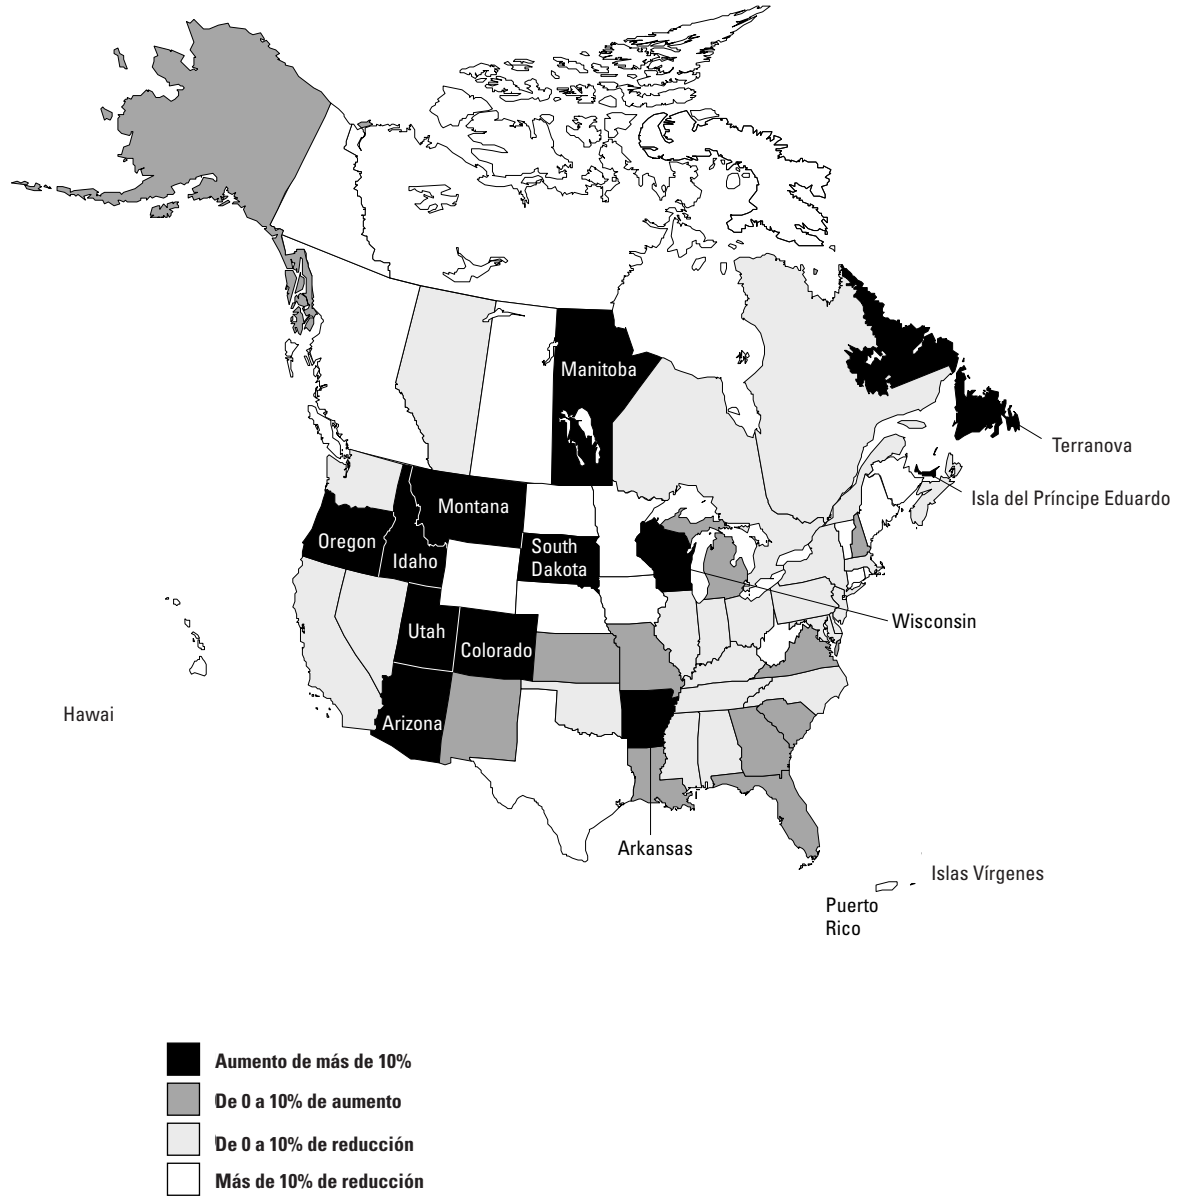 Manitoba
Terranova
Isla del Príncipe Eduardo
Montana
Oregon
Idaho
South
Dakota
Wisconsin
Utah
Colorado
Hawai
Arizona
Arkansas
Islas Vírgenes
Puerto
Rico
Aumento de más de 10%
De 0 a 10% de aumento
De 0 a 10% de reducción
Más de 10% de reducción